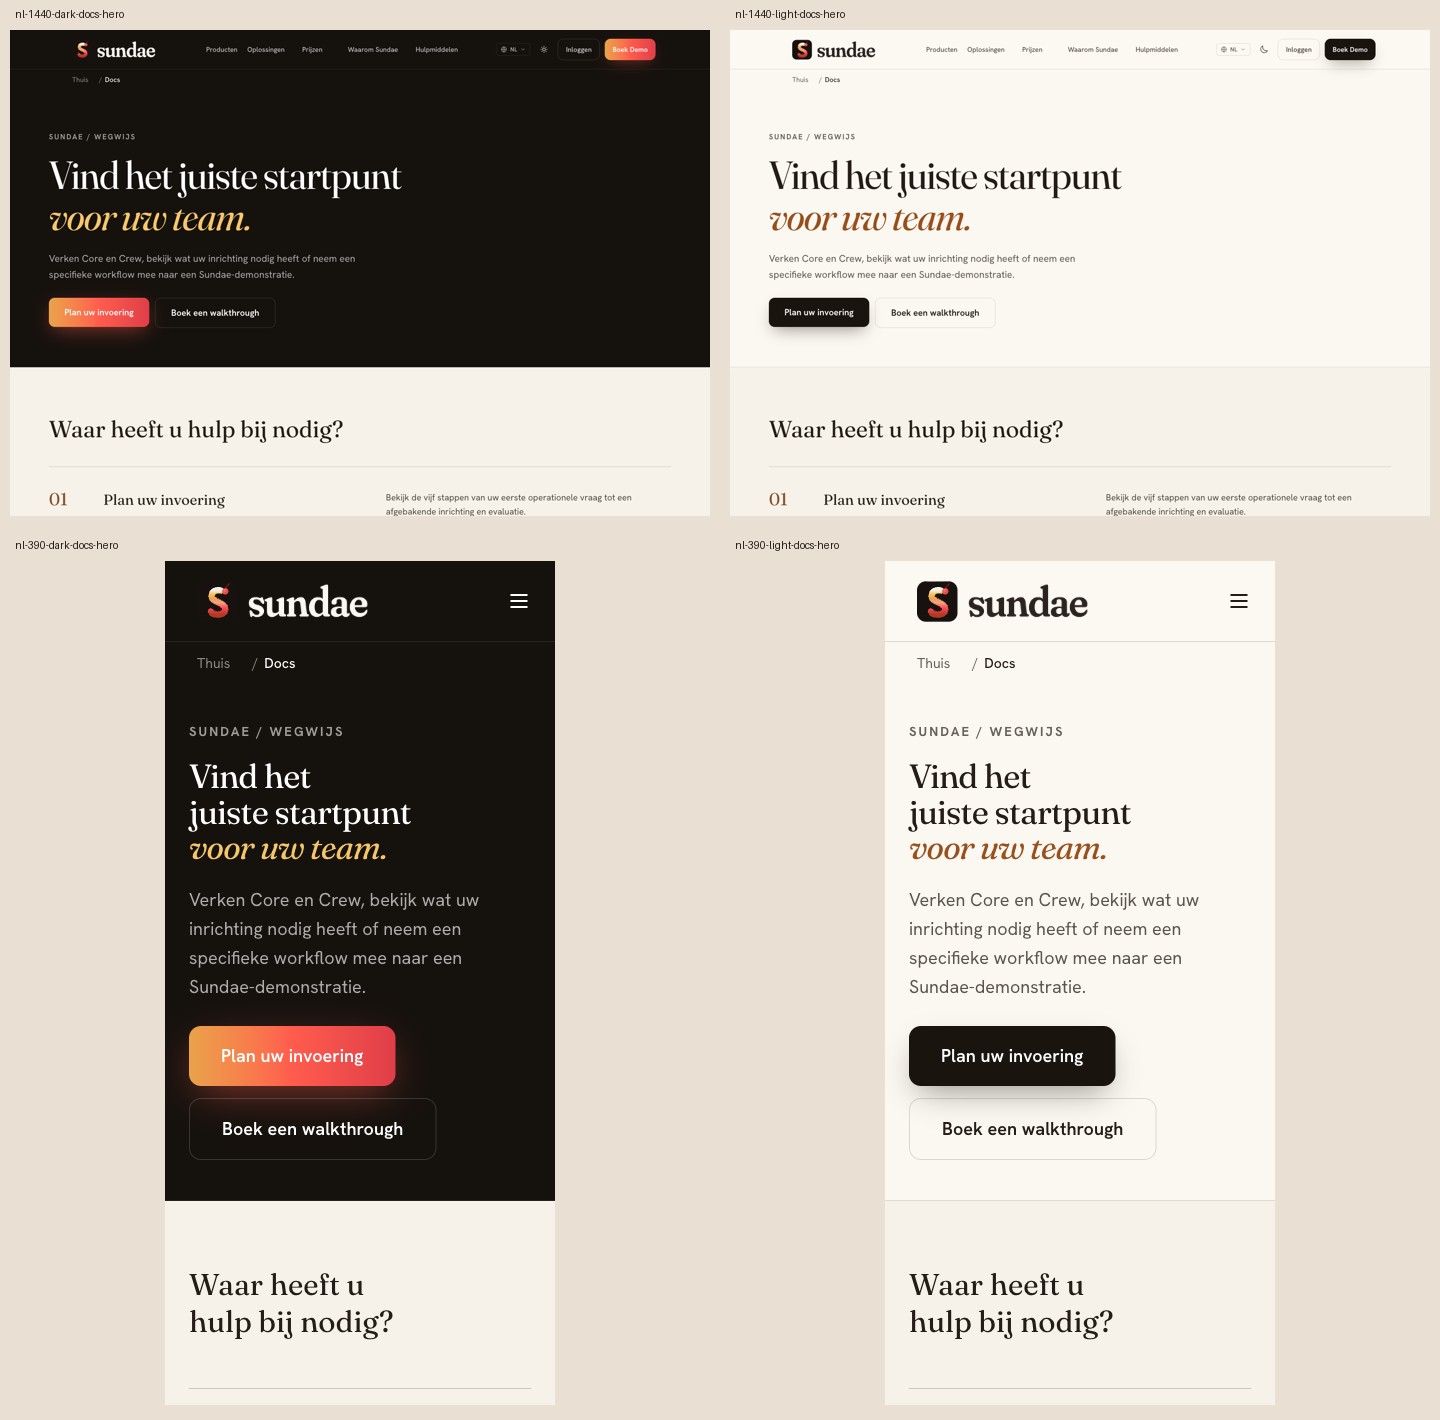 nl-1440-dark-docs-hero
sundae
Producten Oplossingen Prijzen Waarom Sundae Hulpmiddelen NL Inloggen Boek Demo
Thuis / Docs
SUNDAE / WEGWIJS
Vind het juiste startpunt
voor uw team.
Verken Core en Crew, bekijk wat uw inrichting nodig heeft of neem een
specifieke workflow mee naar een Sundae-demonstratie.
Plan uw invoering Boek een walkthrough
Waar heeft u hulp bij nodig?
01 Plan uw invoering Bekijk de vijf stappen van uw eerste operationele vraag tot een
afgebakende inrichting en evaluatie.
nl-1440-light-docs-hero
sundae
Producten Oplossingen Prijzen Waarom Sundae Hulpmiddelen NL Inloggen Boek Demo
Thuis / Docs
SUNDAE / WEGWIJS
Vind het juiste startpunt
voor uw team.
Verken Core en Crew, bekijk wat uw inrichting nodig heeft of neem een
specifieke workflow mee naar een Sundae-demonstratie.
Plan uw invoering Boek een walkthrough
Waar heeft u hulp bij nodig?
01 Plan uw invoering Bekijk de vijf stappen van uw eerste operationele vraag tot een
afgebakende inrichting en evaluatie.
nl-390-dark-docs-hero
sundae
Thuis / Docs
SUNDAE / WEGWIJS
Vind het
juiste startpunt
voor uw team.
Verken Core en Crew, bekijk wat uw
inrichting nodig heeft of neem een
specifieke workflow mee naar een
Sundae-demonstratie.
Plan uw invoering
Boek een walkthrough
Waar heeft u
hulp bij nodig?
nl-390-light-docs-hero
sundae
Thuis / Docs
SUNDAE / WEGWIJS
Vind het
juiste startpunt
voor uw team.
Verken Core en Crew, bekijk wat uw
inrichting nodig heeft of neem een
specifieke workflow mee naar een
Sundae-demonstratie.
Plan uw invoering
Boek een walkthrough
Waar heeft u
hulp bij nodig?